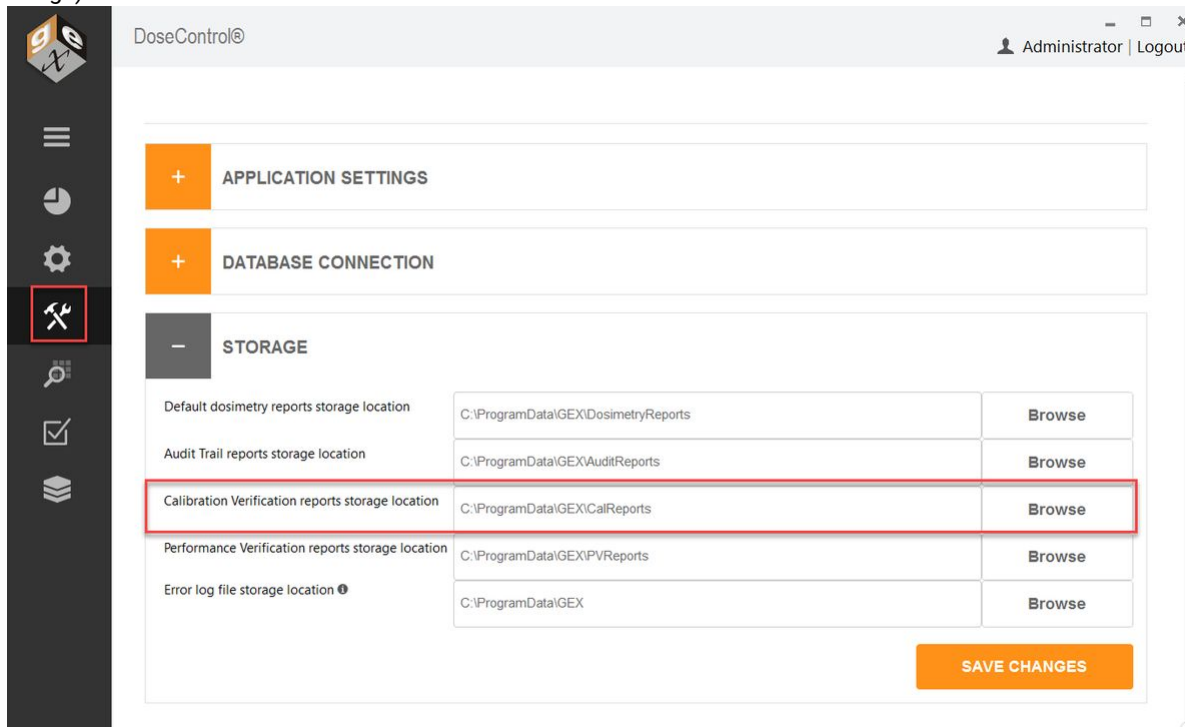 gex
DoseControl®
Administrator | Logout
+ APPLICATION SETTINGS
+ DATABASE CONNECTION
− STORAGE
Default dosimetry reports storage location C:\ProgramData\GEX\DosimetryReports Browse
Audit Trail reports storage location C:\ProgramData\GEX\AuditReports Browse
Calibration Verification reports storage location C:\ProgramData\GEX\CalReports Browse
Performance Verification reports storage location C:\ProgramData\GEX\PVReports Browse
Error log file storage location C:\ProgramData\GEX Browse
SAVE CHANGES